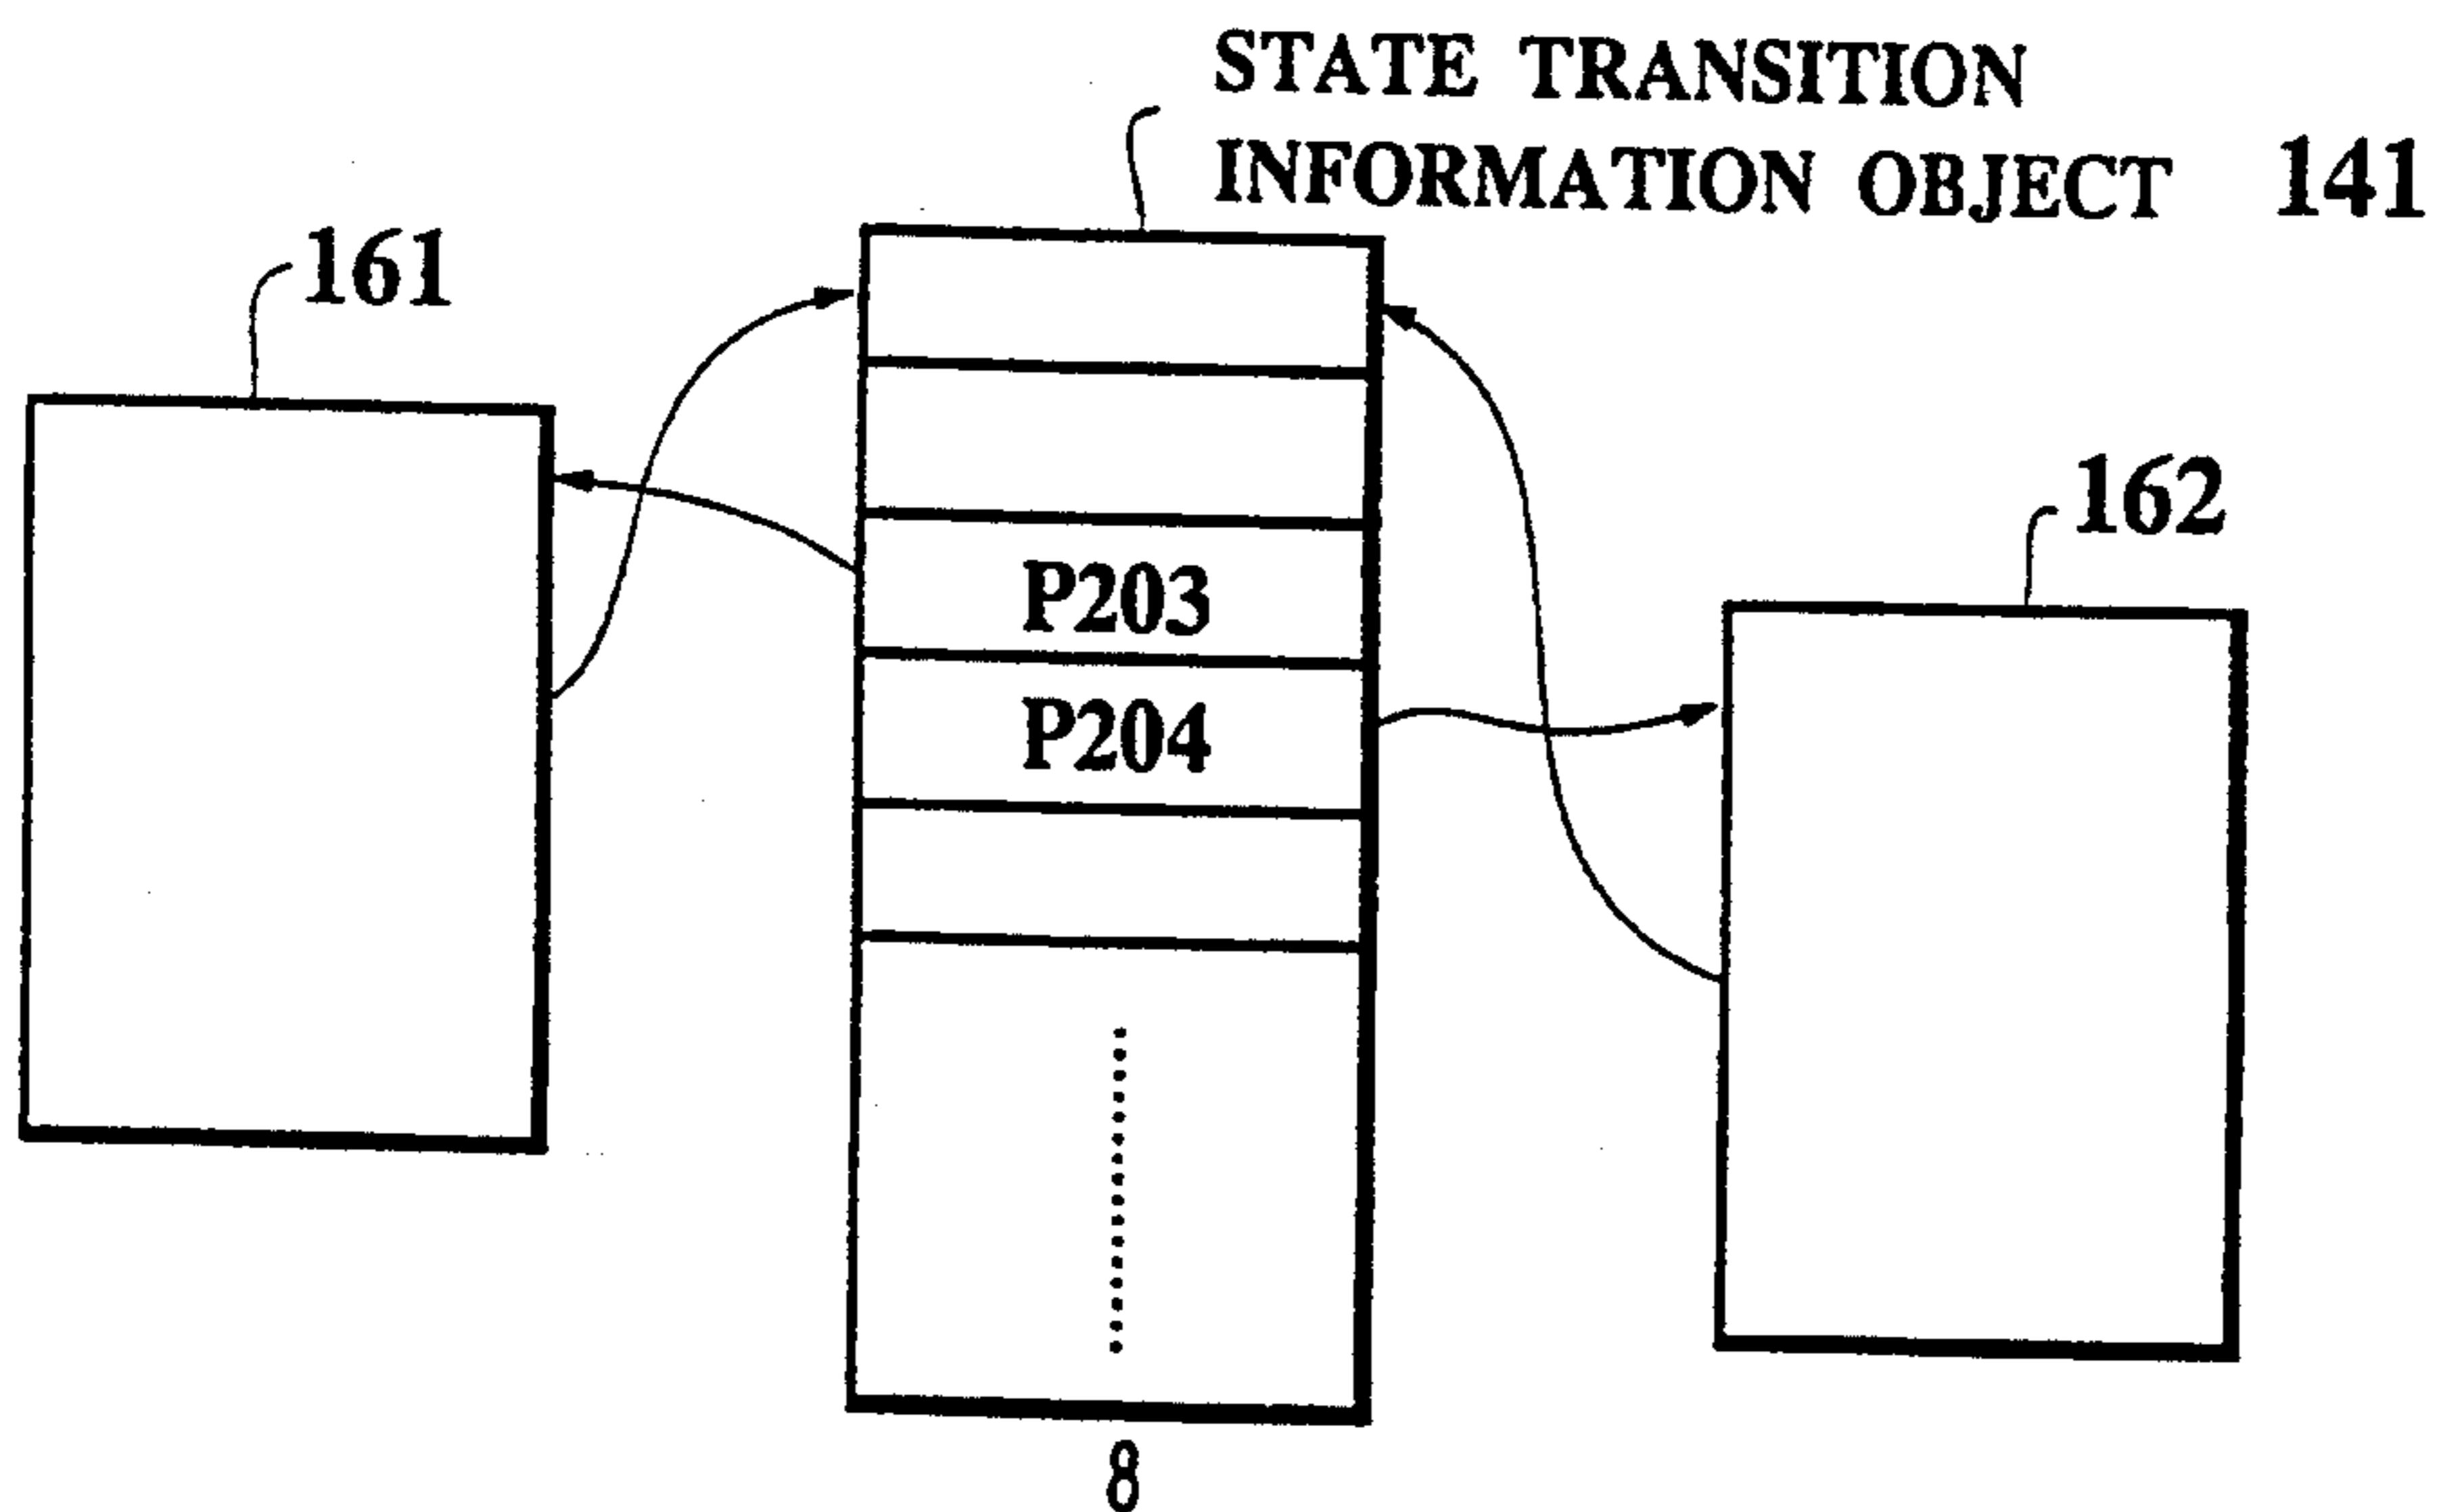 STATE TRANSITION
INFORMATION OBJECT 141
161
162
P203
P204
8